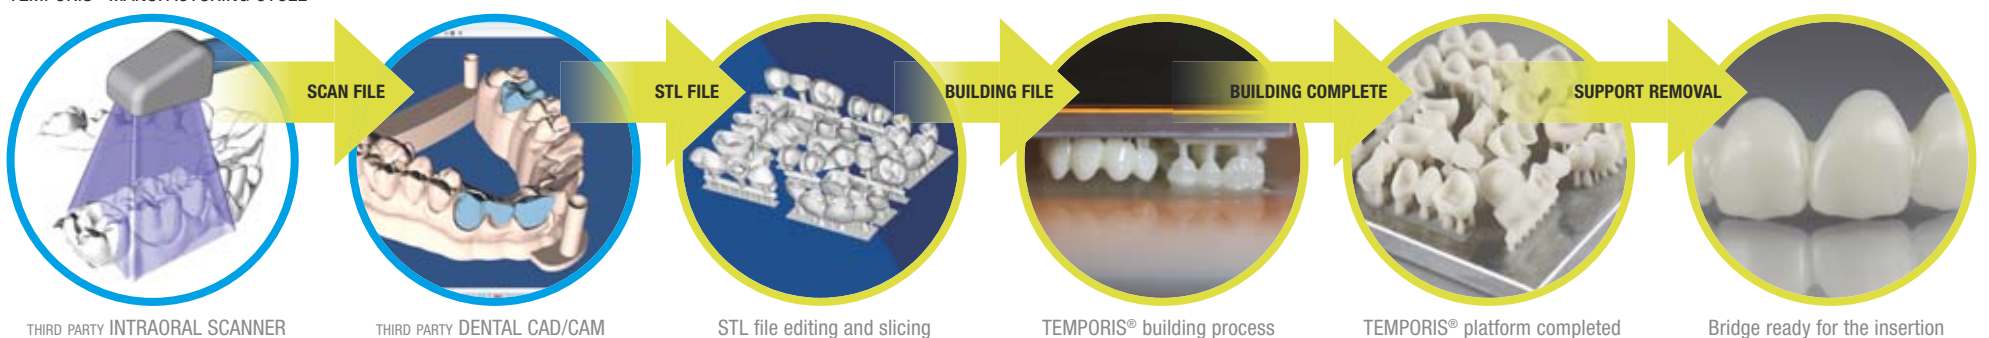 SCAN FILE
STL FILE
BUILDING FILE
BUILDING COMPLETE
SUPPORT REMOVAL
THIRD PARTY INTRAORAL SCANNER
THIRD PARTY DENTAL CAD/CAM
STL file editing and slicing
TEMPORIS® building process
TEMPORIS® platform completed
Bridge ready for the insertion